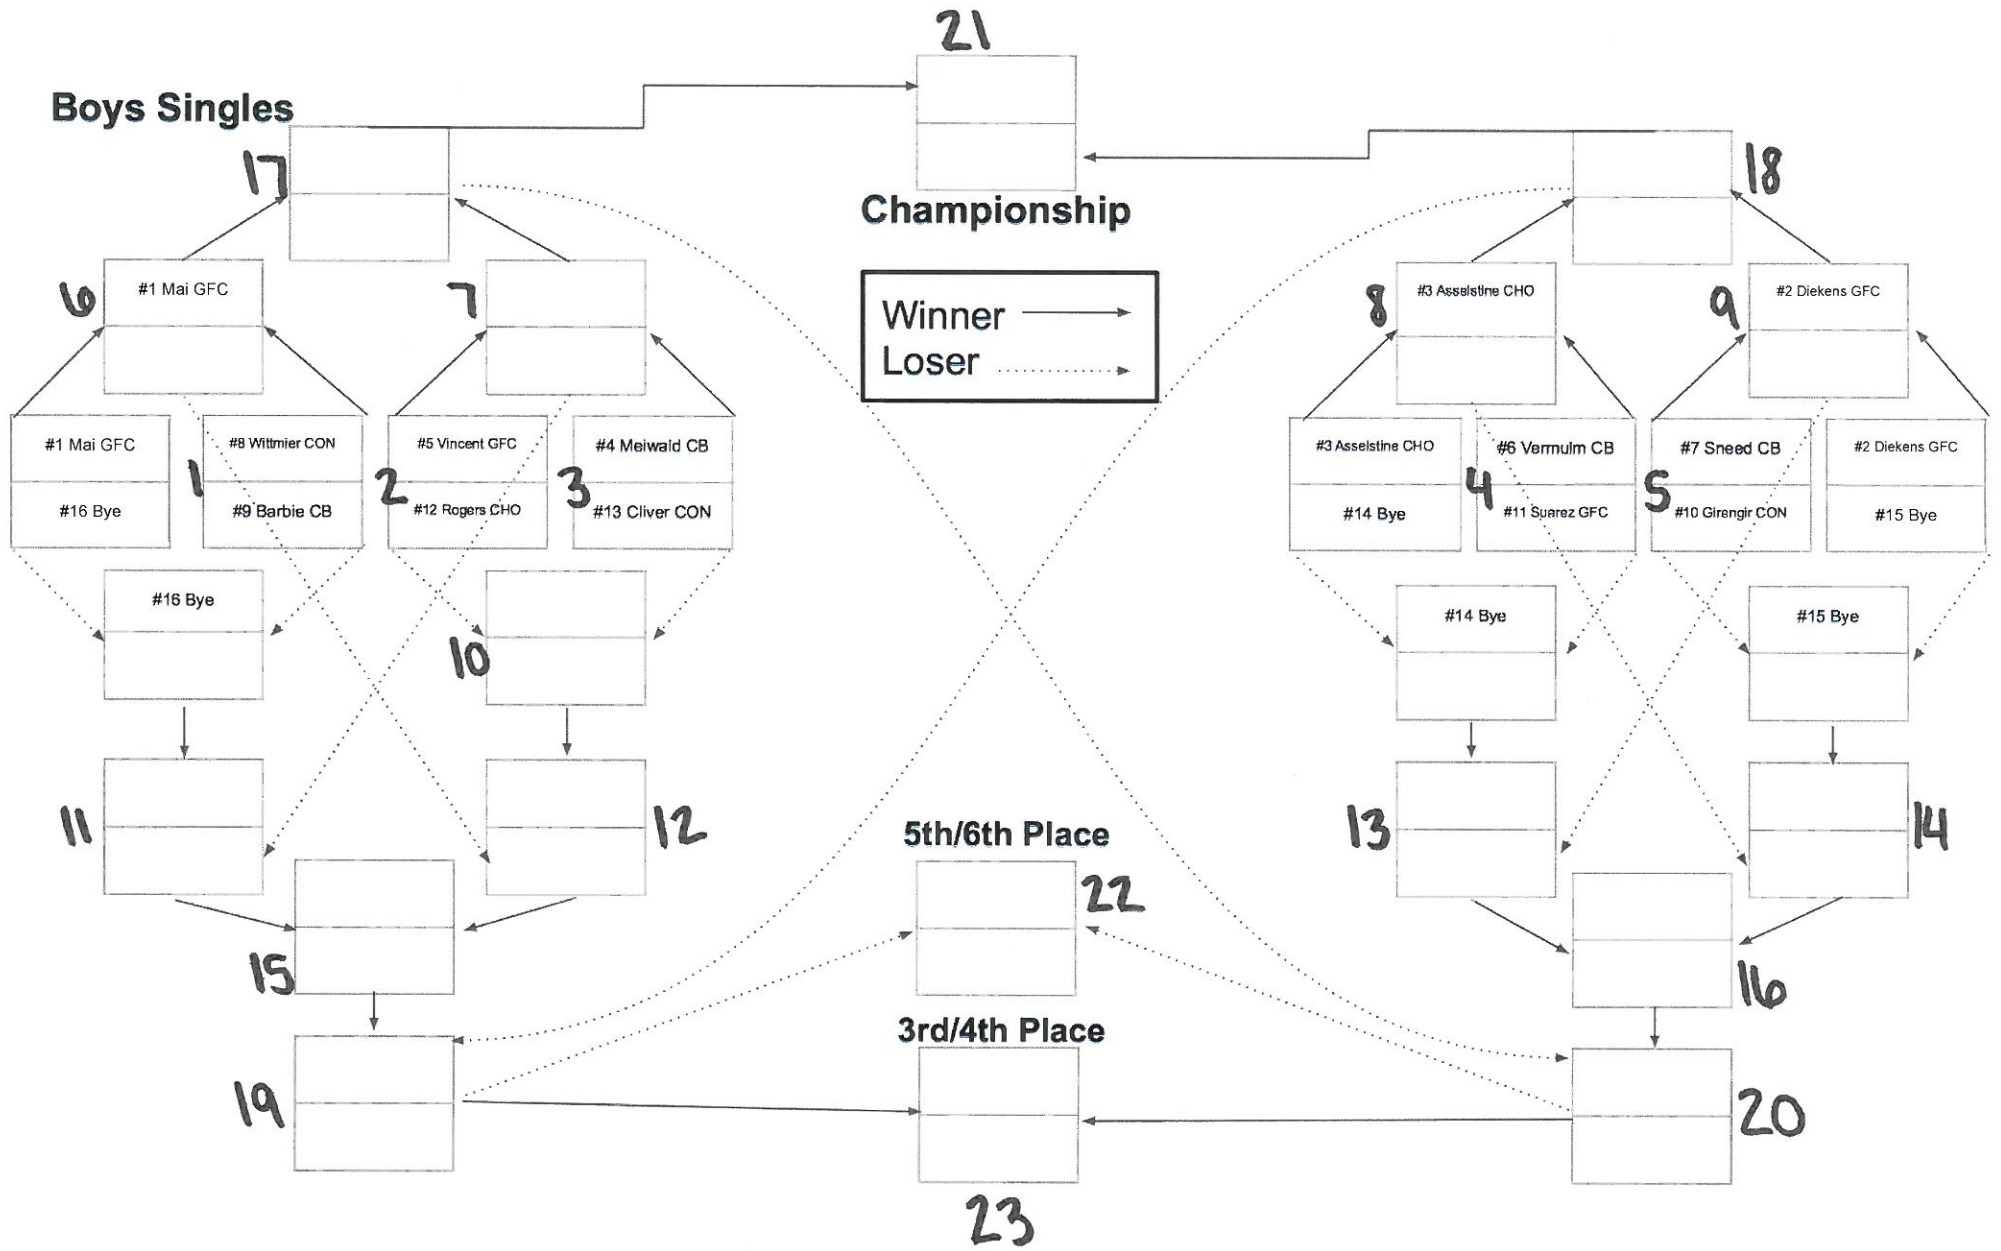 21
Boys Singles
17
18
Championship
6
#1 Mai GFC
7
Winner
Loser
8
#3 Asselstine CHO
9
#2 Diekens GFC
#1 Mai GFC
#16 Bye
1
#8 Wittmier CON
#9 Barbie CB
2
#5 Vincent GFC
#12 Rogers CHO
3
#4 Meiwald CB
#13 Cliver CON
#3 Asselstine CHO
#14 Bye
4
#6 Vermulm CB
#11 Suarez GFC
5
#7 Sneed CB
#10 Girengir CON
#2 Diekens GFC
#15 Bye
#16 Bye
10
#14 Bye
#15 Bye
11
12
13
14
5th/6th Place
22
15
16
3rd/4th Place
19
20
23